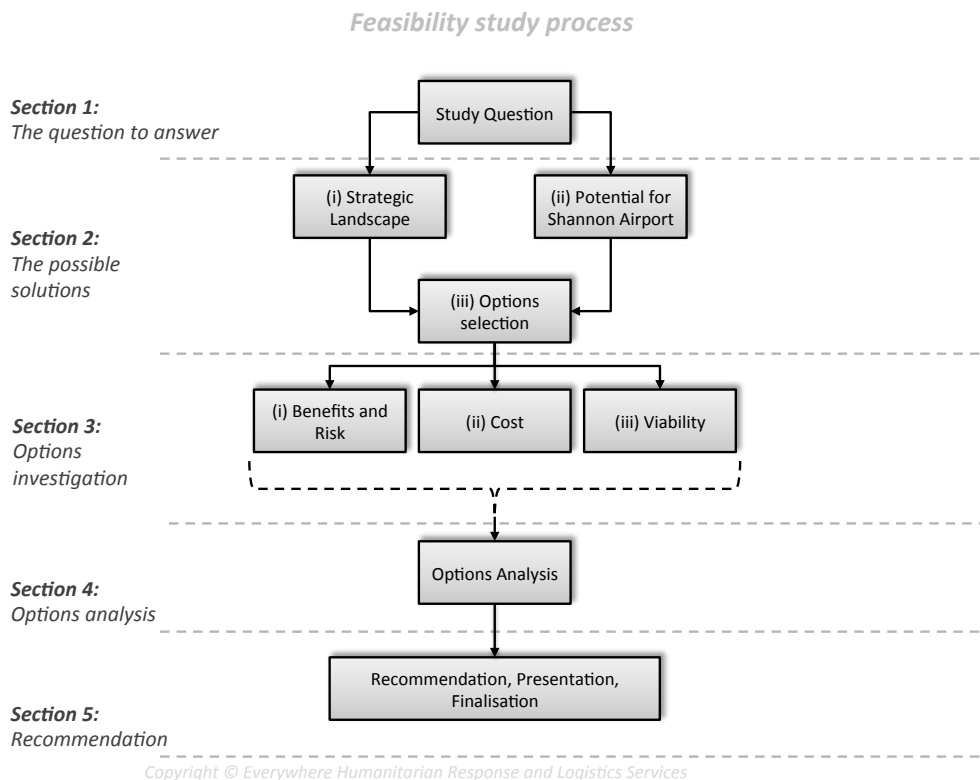 Feasibility study process
Section 1:
The question to answer
Study Question
(i) Strategic
Landscape
(ii) Potential for
Shannon Airport
Section 2:
The possible
solutions
(iii) Options
selection
Section 3:
Options
investigation
(i) Benefits and
Risk
(ii) Cost
(iii) Viability
Section 4:
Options analysis
Options Analysis
Section 5:
Recommendation
Recommendation, Presentation,
Finalisation
Copyright © Everywhere Humanitarian Response and Logistics Services